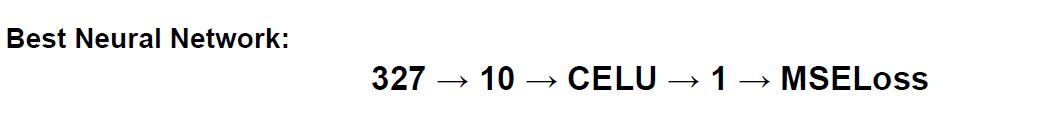 Best Neural Network:
327 → 10 → CELU → 1 → MSELoss